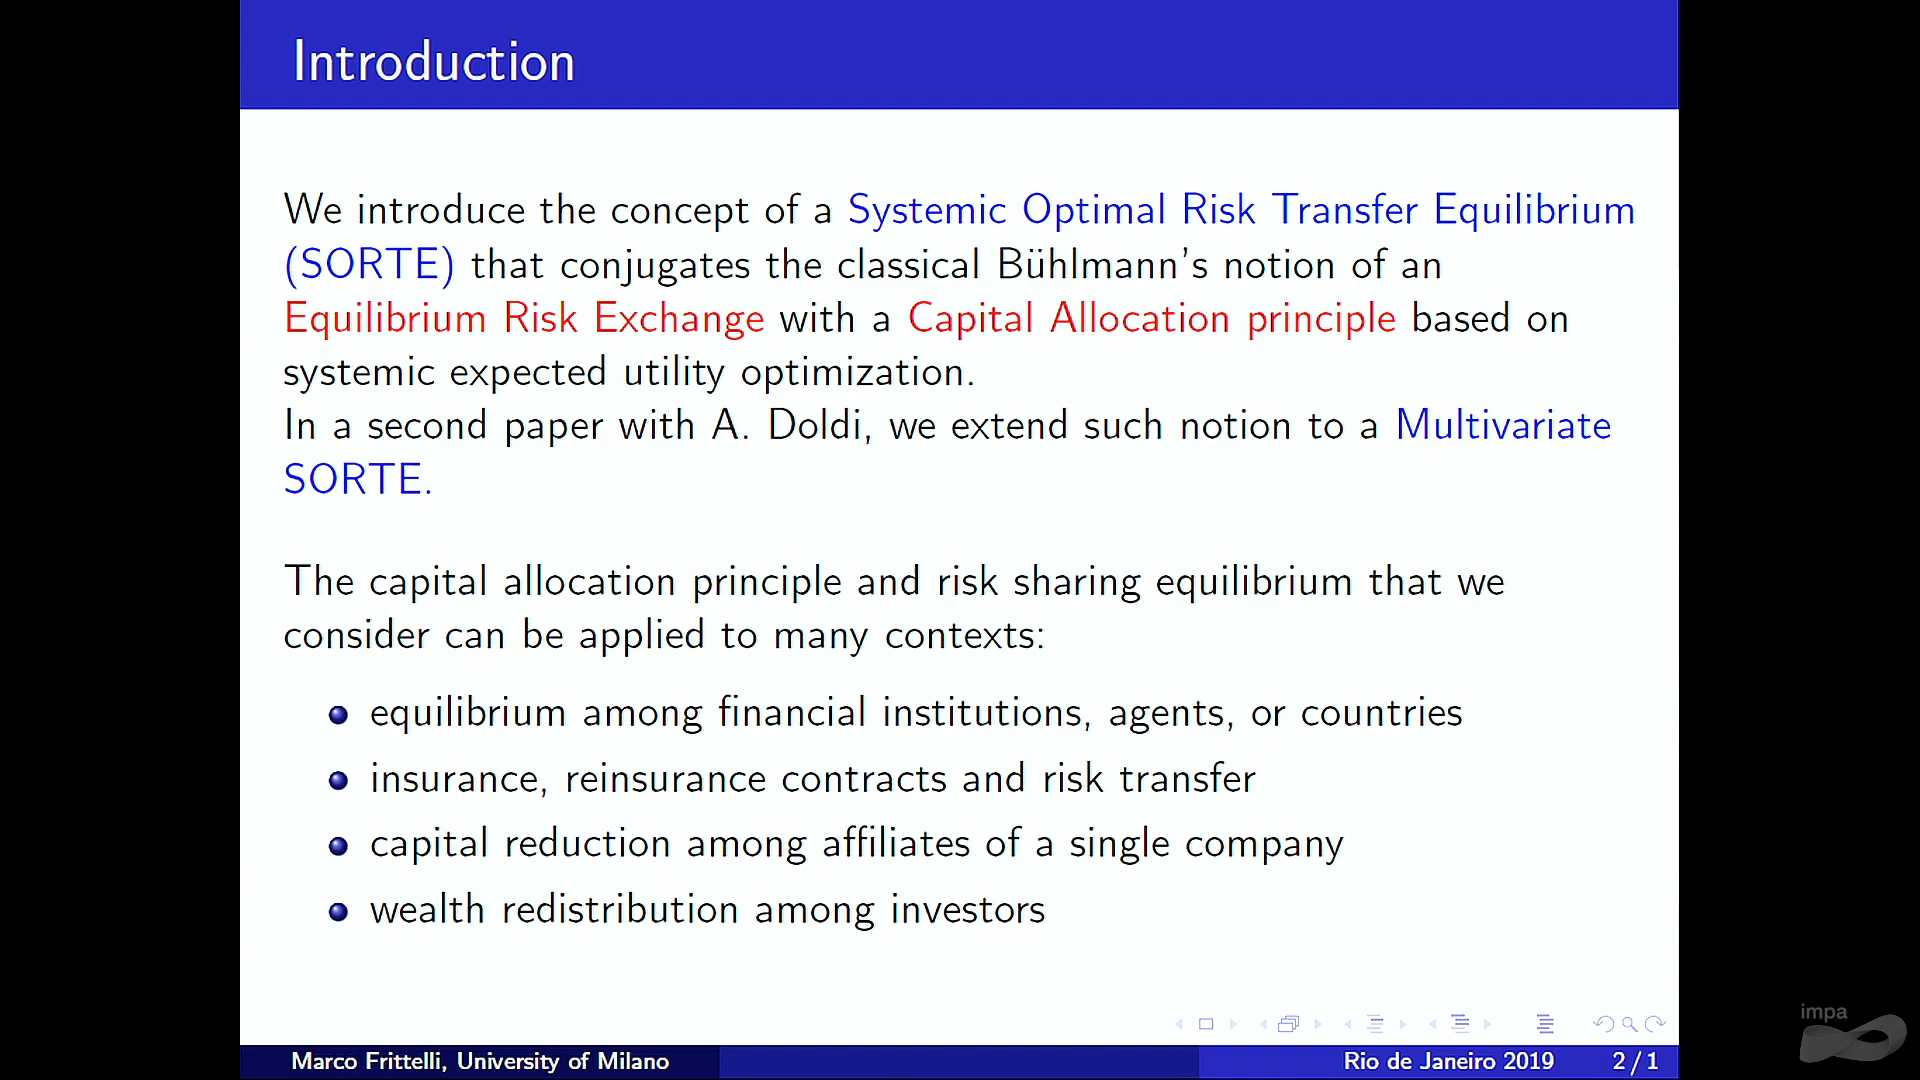 Introduction
We introduce the concept of a Systemic Optimal Risk Transfer Equilibrium
(SORTE) that conjugates the classical Bühlmann's notion of an
Equilibrium Risk Exchange with a Capital Allocation principle based on
systemic expected utility optimization.
In a second paper with A. Doldi, we extend such notion to a Multivariate
SORTE.
The capital allocation principle and risk sharing equilibrium that we
consider can be applied to many contexts:
equilibrium among financial institutions, agents, or countries
insurance, reinsurance contracts and risk transfer
capital reduction among affiliates of a single company
wealth redistribution among investors
impa
Marco Frittelli, University of Milano
Rio de Janeiro 2019
2 / 1